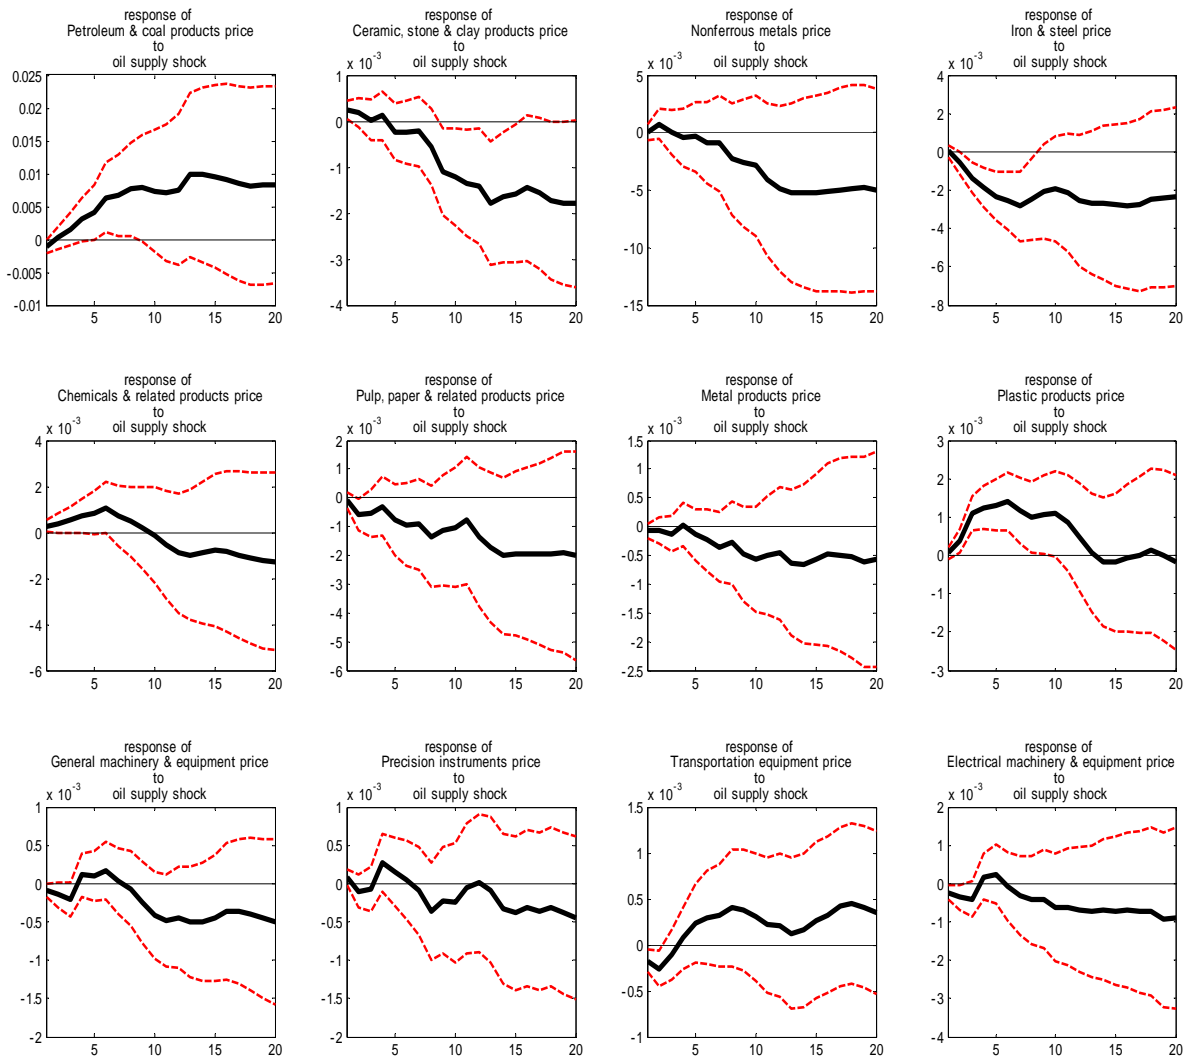 response of
Petroleum & coal products price
to
oil supply shock
0.025
0.02
0.015
0.01
0.005
0
-0.005
-0.01
5
10
15
20
response of
Ceramic, stone & clay products price
to
oil supply shock
x 10^-3
1
0
-1
-2
-3
-4
5
10
15
20
response of
Nonferrous metals price
to
oil supply shock
x 10^-3
5
0
-5
-10
-15
5
10
15
20
response of
Iron & steel price
to
oil supply shock
x 10^-3
4
2
0
-2
-4
-6
-8
5
10
15
20
response of
Chemicals & related products price
to
oil supply shock
x 10^-3
4
2
0
-2
-4
-6
5
10
15
20
response of
Pulp, paper & related products price
to
oil supply shock
x 10^-3
2
1
0
-1
-2
-3
-4
-5
-6
5
10
15
20
response of
Metal products price
to
oil supply shock
x 10^-3
1.5
1
0.5
0
-0.5
-1
-1.5
-2
-2.5
5
10
15
20
response of
Plastic products price
to
oil supply shock
x 10^-3
3
2
1
0
-1
-2
-3
5
10
15
20
response of
General machinery & equipment price
to
oil supply shock
x 10^-3
1
0.5
0
-0.5
-1
-1.5
-2
5
10
15
20
response of
Precision instruments price
to
oil supply shock
x 10^-3
1
0.5
0
-0.5
-1
-1.5
-2
5
10
15
20
response of
Transportation equipment price
to
oil supply shock
x 10^-3
1.5
1
0.5
0
-0.5
-1
5
10
15
20
response of
Electrical machinery & equipment price
to
oil supply shock
x 10^-3
2
1
0
-1
-2
-3
-4
5
10
15
20